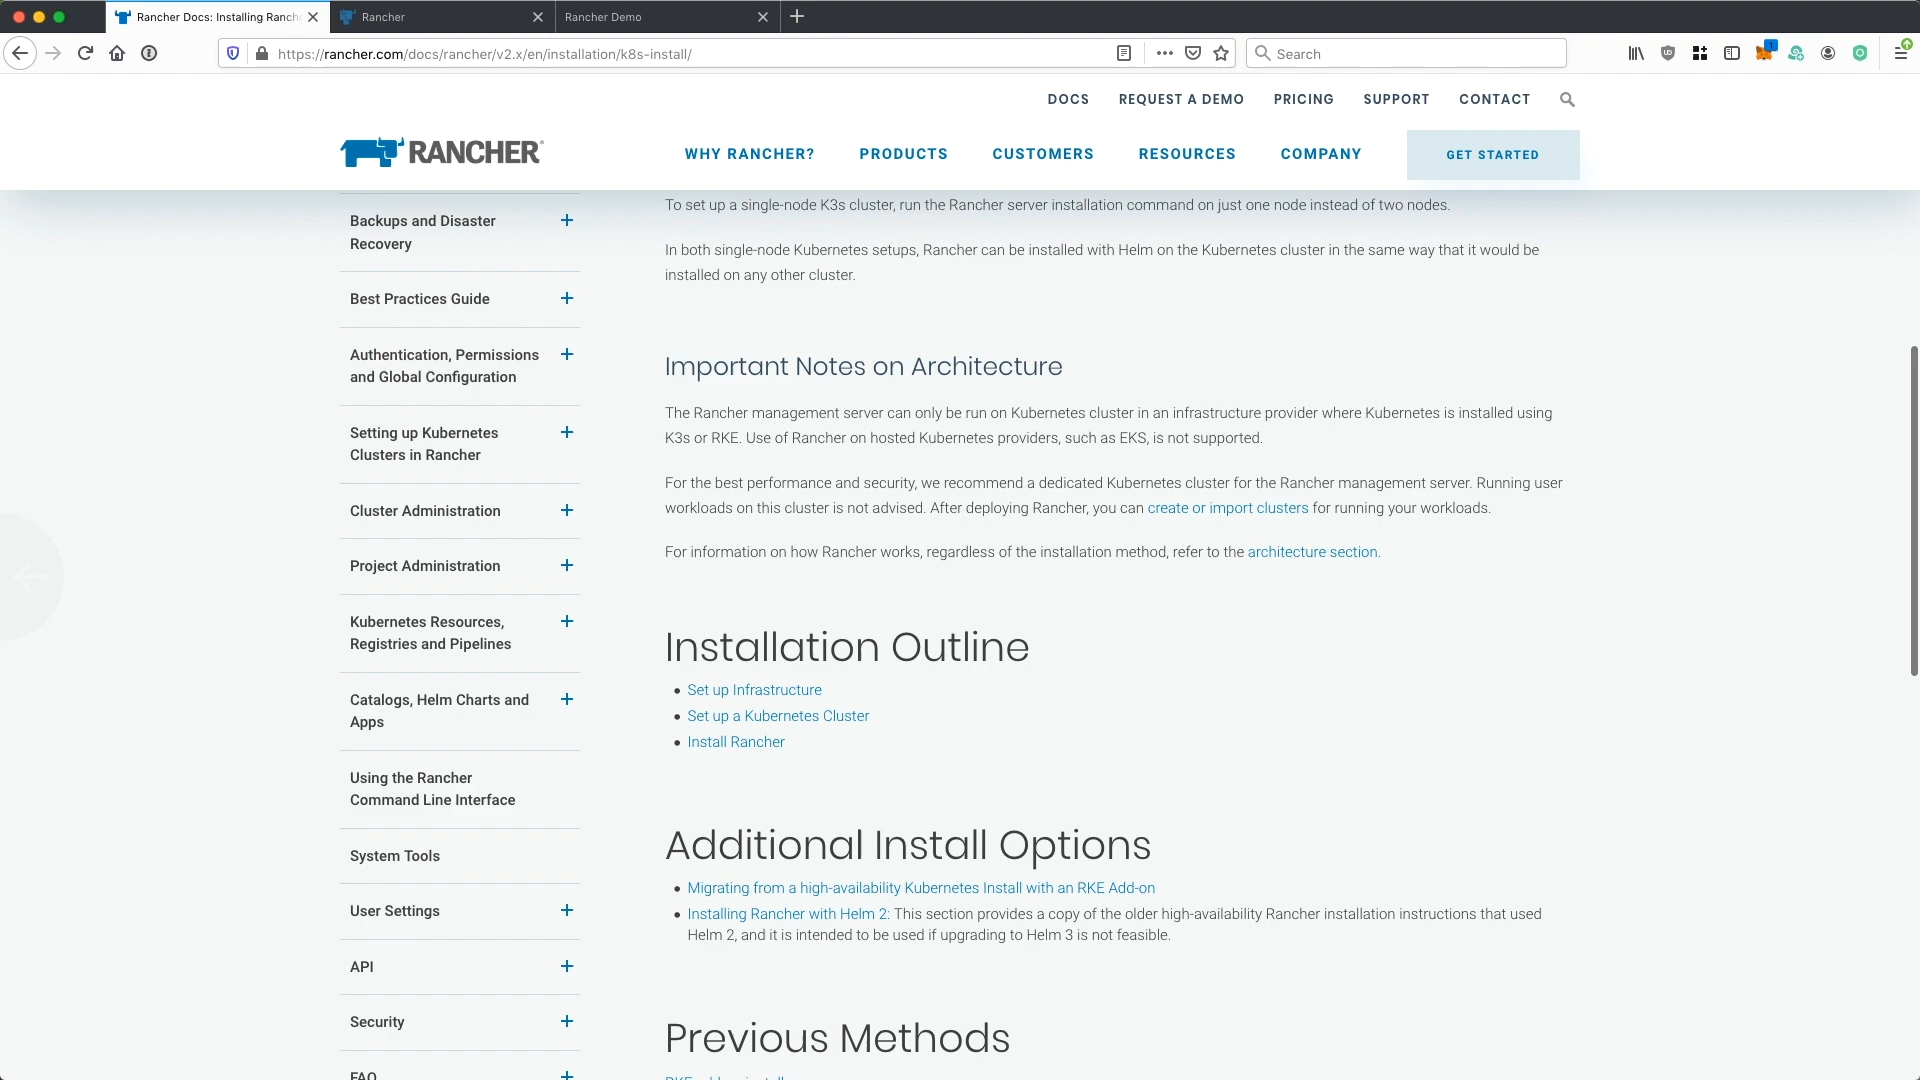 Rancher Docs: Installing Ranch
Rancher
Rancher Demo
https://rancher.com/docs/rancher/v2.x/en/installation/k8s-install/
Search
1
DOCS
REQUEST A DEMO
PRICING
SUPPORT
CONTACT
RANCHER
WHY RANCHER?
PRODUCTS
CUSTOMERS
RESOURCES
COMPANY
GET STARTED
Backups and Disaster
Recovery
Best Practices Guide
Authentication, Permissions
and Global Configuration
Setting up Kubernetes
Clusters in Rancher
Cluster Administration
Project Administration
Kubernetes Resources,
Registries and Pipelines
Catalogs, Helm Charts and
Apps
Using the Rancher
Command Line Interface
System Tools
User Settings
API
Security
FAQ
To set up a single-node K3s cluster, run the Rancher server installation command on just one node instead of two nodes.
In both single-node Kubernetes setups, Rancher can be installed with Helm on the Kubernetes cluster in the same way that it would be
installed on any other cluster.
Important Notes on Architecture
The Rancher management server can only be run on Kubernetes cluster in an infrastructure provider where Kubernetes is installed using
K3s or RKE. Use of Rancher on hosted Kubernetes providers, such as EKS, is not supported.
For the best performance and security, we recommend a dedicated Kubernetes cluster for the Rancher management server. Running user
workloads on this cluster is not advised. After deploying Rancher, you can create or import clusters for running your workloads.
For information on how Rancher works, regardless of the installation method, refer to the architecture section.
Installation Outline
• Set up Infrastructure
• Set up a Kubernetes Cluster
• Install Rancher
Additional Install Options
• Migrating from a high-availability Kubernetes Install with an RKE Add-on
• Installing Rancher with Helm 2: This section provides a copy of the older high-availability Rancher installation instructions that used
Helm 2, and it is intended to be used if upgrading to Helm 3 is not feasible.
Previous Methods